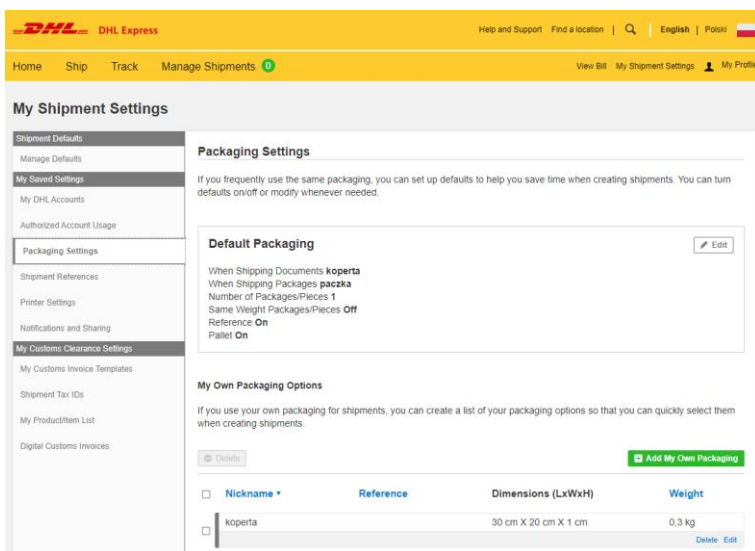 DHL DHL Express
Help and Support Find a location | English | Polski
Home Ship Track Manage Shipments 0
View Bill My Shipment Settings My Profile
My Shipment Settings
Shipment Defaults
Manage Defaults
My Saved Settings
My DHL Accounts
Authorized Account Usage
Packaging Settings
Shipment References
Printer Settings
Notifications and Sharing
My Customs Clearance Settings
My Customs Invoice Templates
Shipment Tax IDs
My Product/Item List
Digital Customs Invoices
Packaging Settings
If you frequently use the same packaging, you can set up defaults to help you save time when creating shipments. You can turn
defaults on/off or modify whenever needed.
Default Packaging
Edit
When Shipping Documents koperta
When Shipping Packages paczka
Number of Packages/Pieces 1
Same Weight Packages/Pieces Off
Reference On
Pallet On
My Own Packaging Options
If you use your own packaging for shipments, you can create a list of your packaging options so that you can quickly select them
when creating shipments.
Delete
Add My Own Packaging
Nickname Reference Dimensions (LxWxH) Weight
koperta 30 cm X 20 cm X 1 cm 0,3 kg
Delete Edit